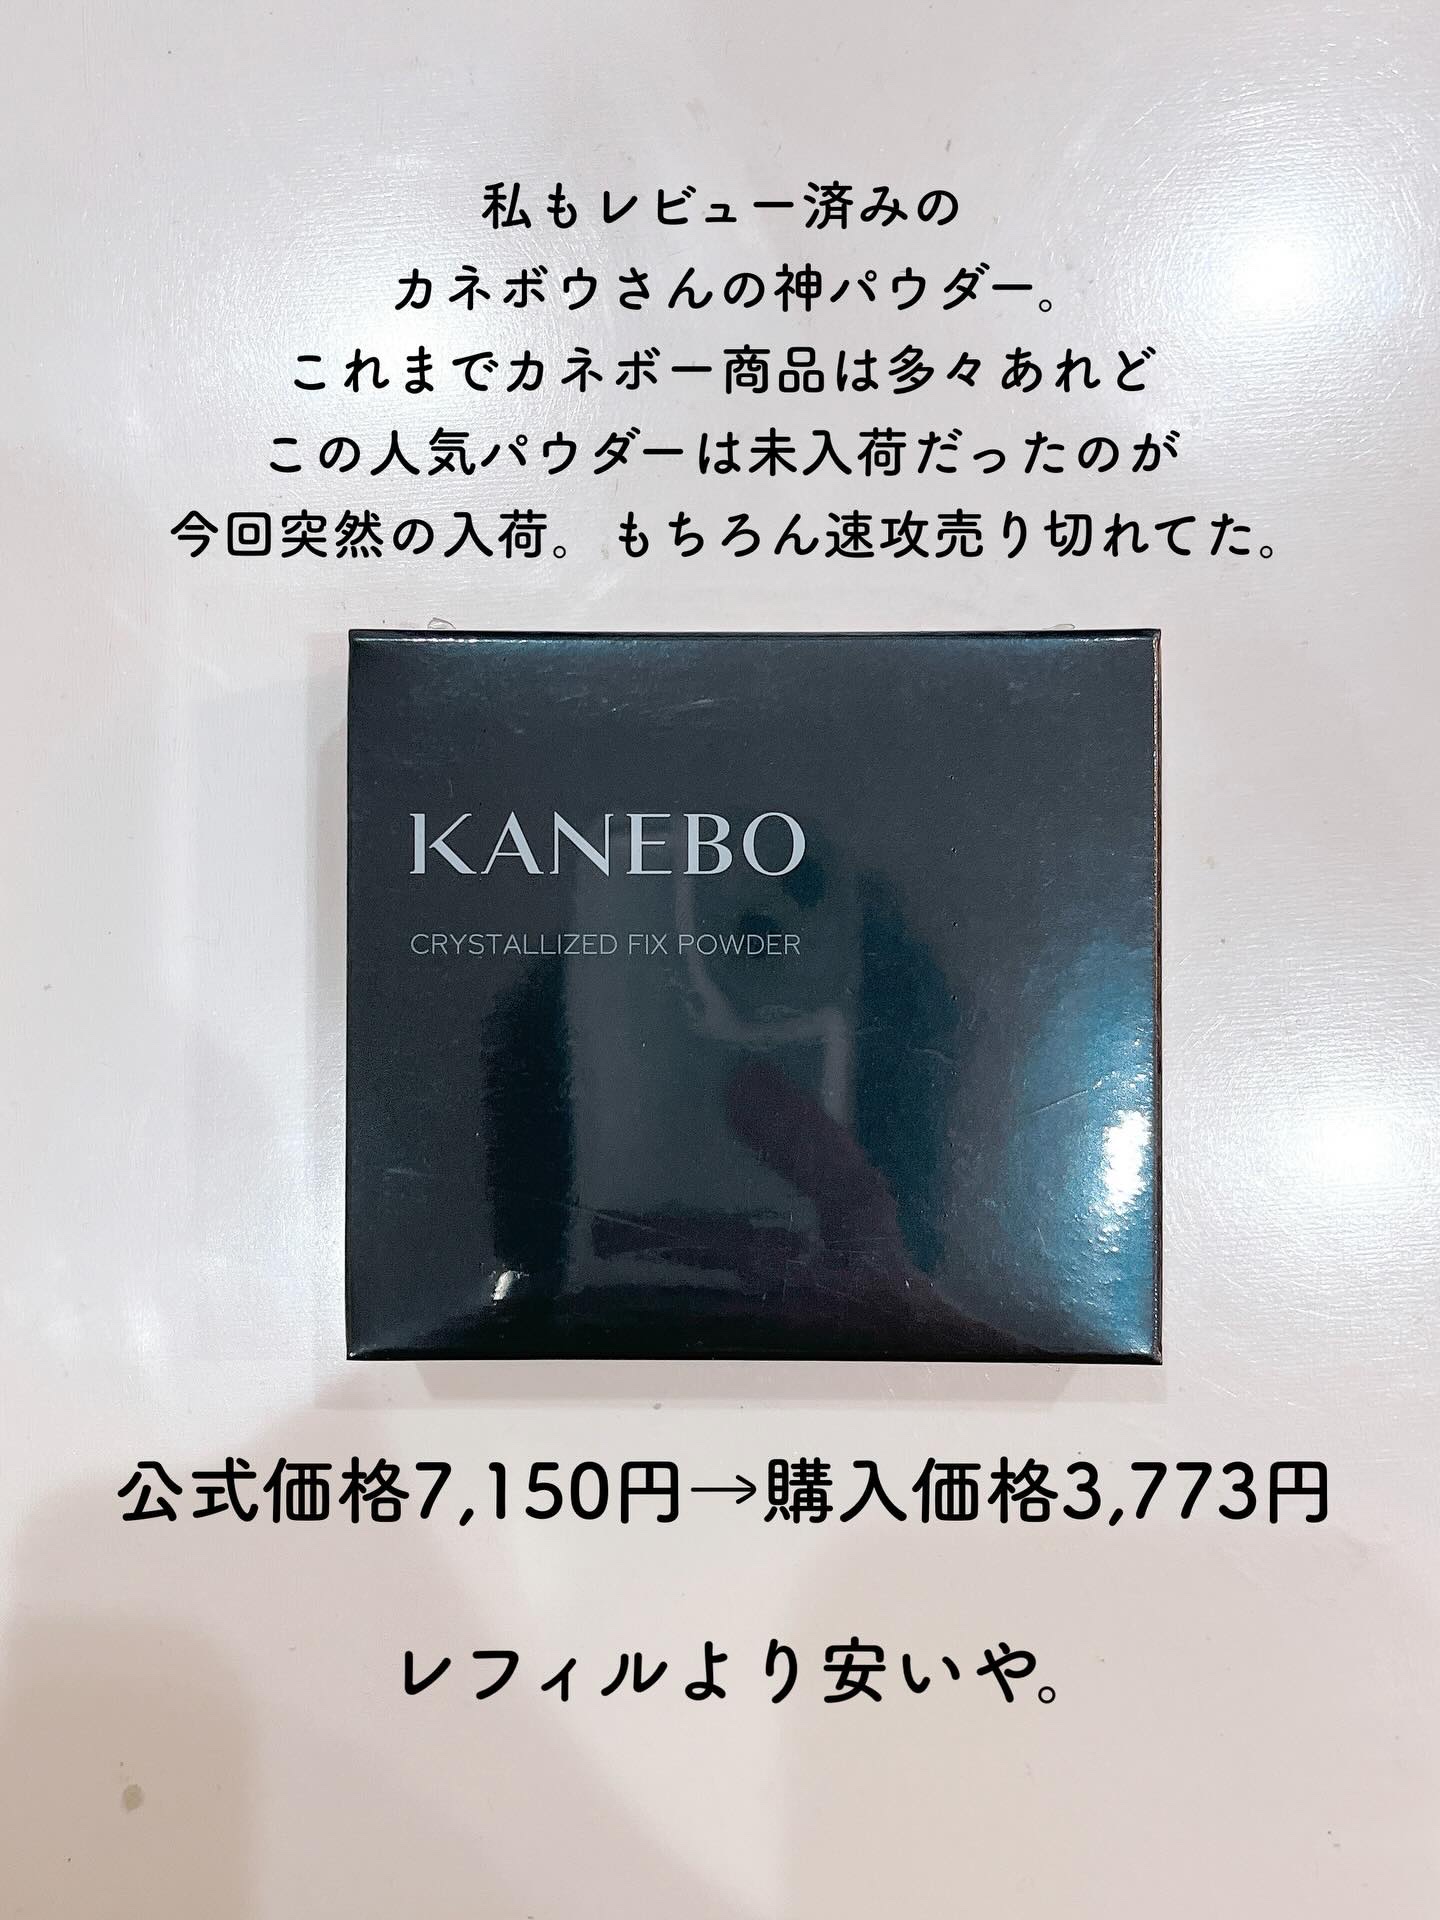 私もレビュー済みの
カネボウさんの神パウダー。
これまでカネボー商品は多々あれど
この人気パウダーは未入荷だったのが
今回突然の入荷。もちろん速攻売り切れてた。
KANEBO
CRYSTALLIZED FIX POWDER
公式価格7,150円→購入価格3,773円
レフィルより安いや。